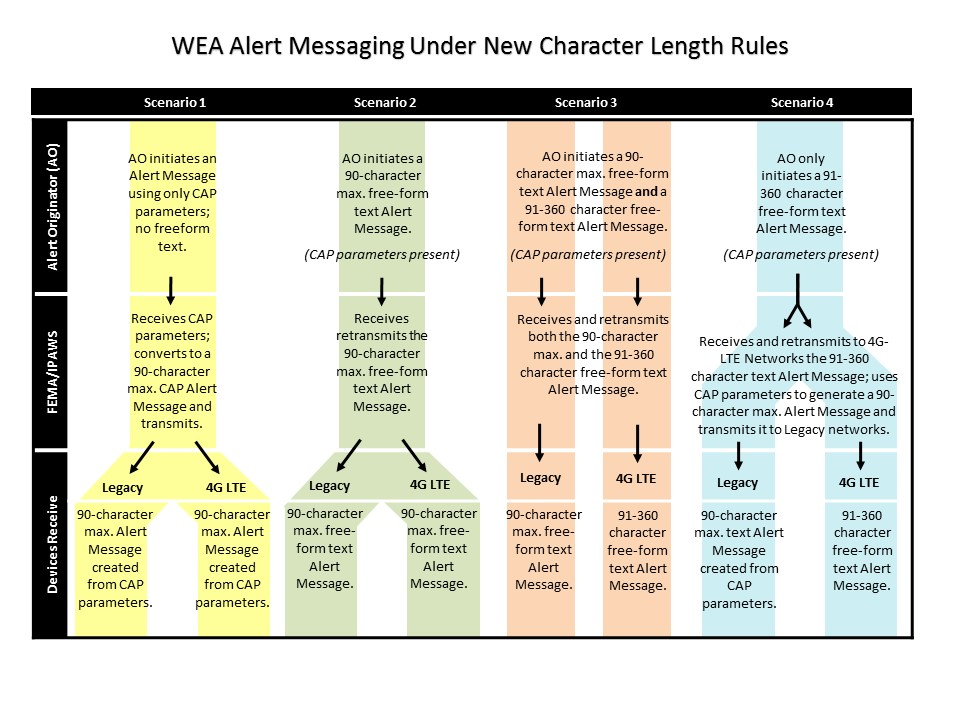 WEA Alert Messaging Under New Character Length Rules
Scenario 1
Scenario 2
Scenario 3
Scenario 4
Alert Originator (AO)
AO initiates an
Alert Message
using only CAP
parameters;
no freeform
text.
AO initiates a
90-character
max. free-form
text Alert
Message.
(CAP parameters present)
AO initiates a 90-
character max. free-form
text Alert Message and a
91-360 character free-
form text Alert Message.
(CAP parameters present)
AO only
initiates a 91-
360 character
free-form text
Alert Message.
(CAP parameters present)
FEMA/IPAWS
Receives CAP
parameters;
converts to a
90-character
max. CAP Alert
Message and
transmits.
Receives
retransmits the
90-character
max. free-form
text Alert
Message.
Receives and retransmits
both the 90-character
max. and the 91-360
character free-form text
Alert Message.
Receives and retransmits to 4G-
LTE Networks the 91-360
character text Alert Message; uses
CAP parameters to generate a 90-
character max. Alert Message and
transmits it to Legacy networks.
Devices Receive
Legacy
4G LTE
Legacy
4G LTE
Legacy
4G LTE
Legacy
4G LTE
90-character
max. Alert
Message
created
from CAP
parameters.
90-character
max. Alert
Message
created
from CAP
parameters.
90-character
max. free-
form text
Alert
Message.
90-character
max. free-
form text
Alert
Message.
90-character
max. free-
form text
Alert
Message.
91-360
character
free-form
text Alert
Message.
90-character
max. text Alert
Message
created from
CAP
parameters.
91-360
character
free-form
text Alert
Message.